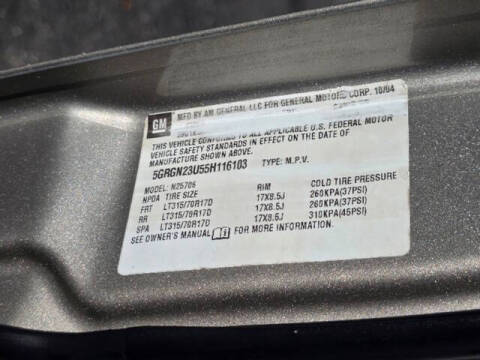 GM
MFD BY AM GENERAL LLC FOR GENERAL MOTORS CORP. 10/04
THIS VEHICLE CONFORMS TO ALL APPLICABLE U.S. FEDERAL MOTOR
VEHICLE SAFETY STANDARDS IN EFFECT ON THE DATE OF
MANUFACTURE SHOWN ABOVE.
5GRGN23U55H116103 TYPE: M.P.V.
MODEL: N25706
NPDA TIRE SIZE RIM COLD TIRE PRESSURE
FRT LT315/70R17D 17X8.5J 260KPA(37PSI)
RR LT315/70R17D 17X8.5J 260KPA(37PSI)
SPA LT315/70R17D 17X8.5J 310KPA(45PSI)
SEE OWNER'S MANUAL FOR MORE INFORMATION.